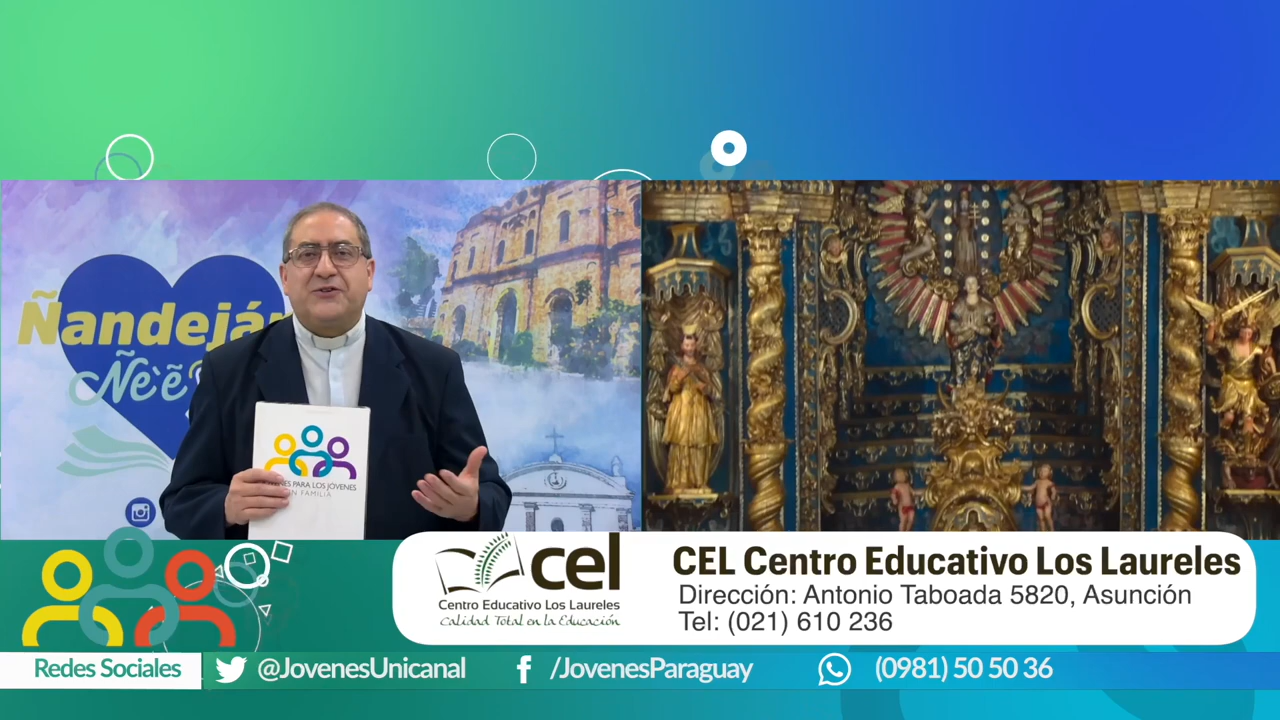 Ñandejá
Ñe'ẽ
PARA LOS JÓVENES
EN FAMILIA
cel
Centro Educativo Los Laureles
Calidad Total en la Educación
CEL Centro Educativo Los Laureles
Dirección: Antonio Taboada 5820, Asunción
Tel: (021) 610 236
Redes Sociales
@JovenesUnicanal
/JovenesParaguay
(0981) 50 50 36